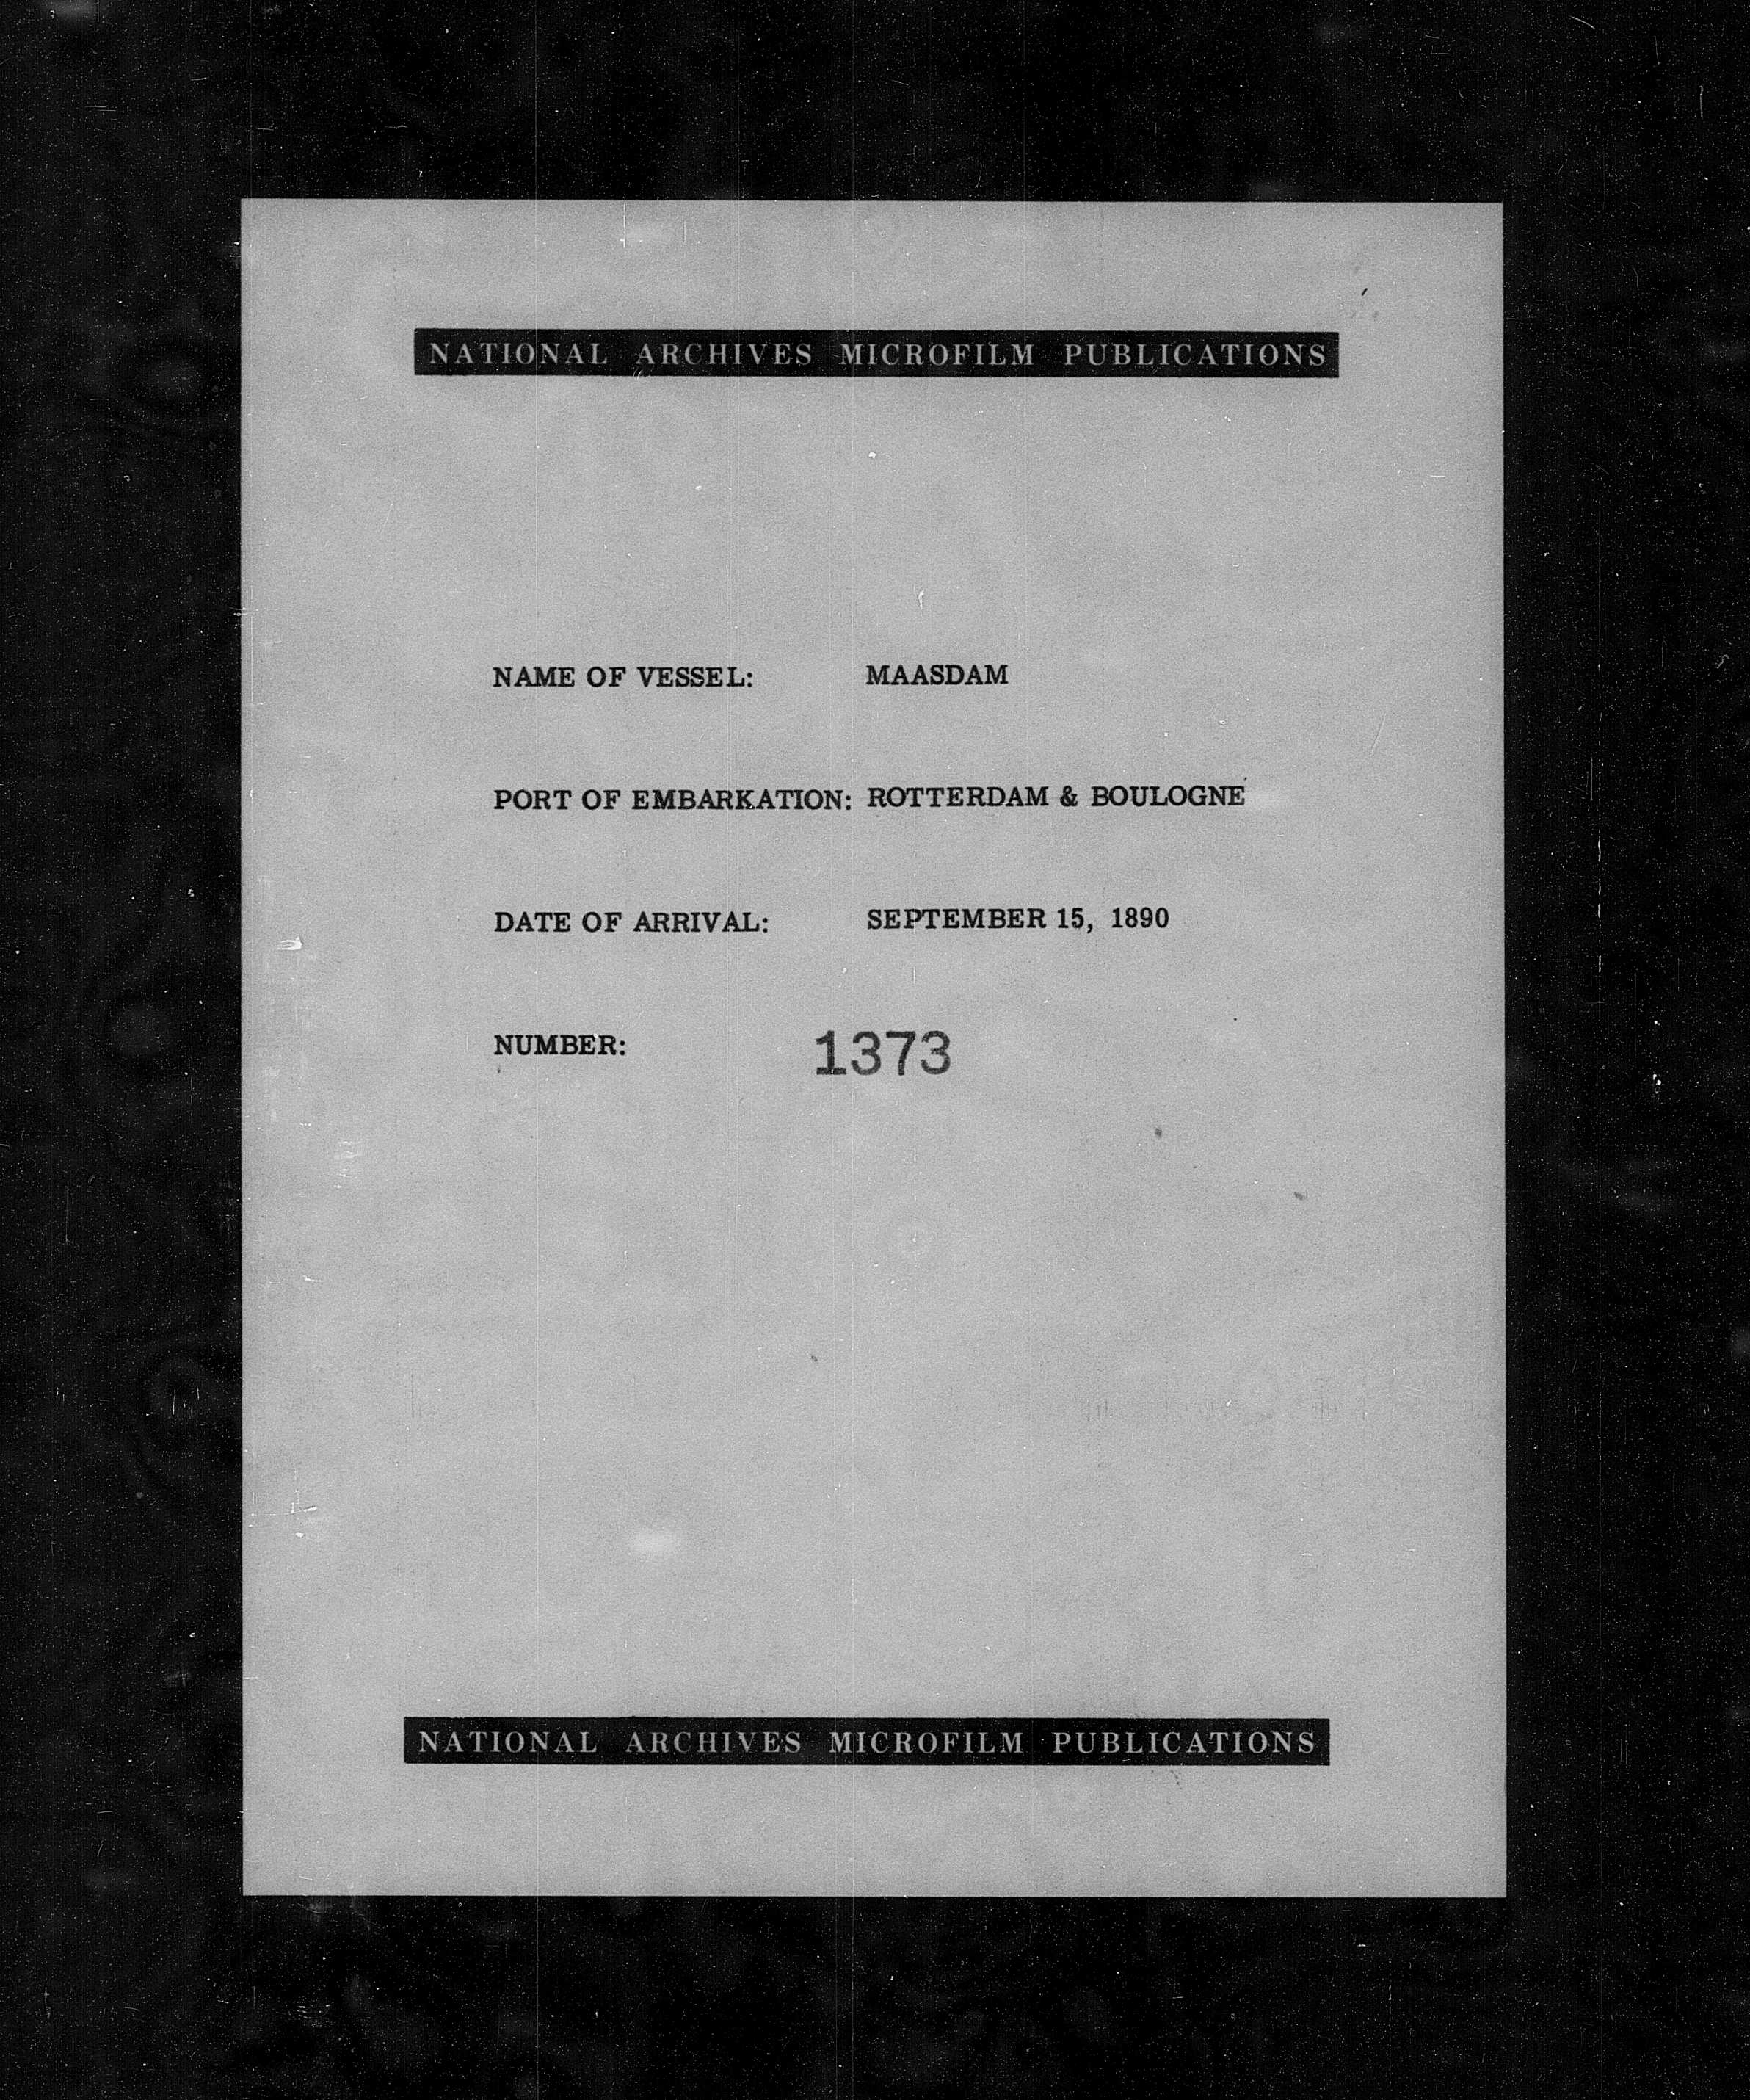 NATIONAL ARCHIVES MICROFILM PUBLICATIONS
NAME OF VESSEL: MAASDAM
PORT OF EMBARKATION: ROTTERDAM & BOULOGNE
DATE OF ARRIVAL: SEPTEMBER 15, 1890
NUMBER: 1373
NATIONAL ARCHIVES MICROFILM PUBLICATIONS